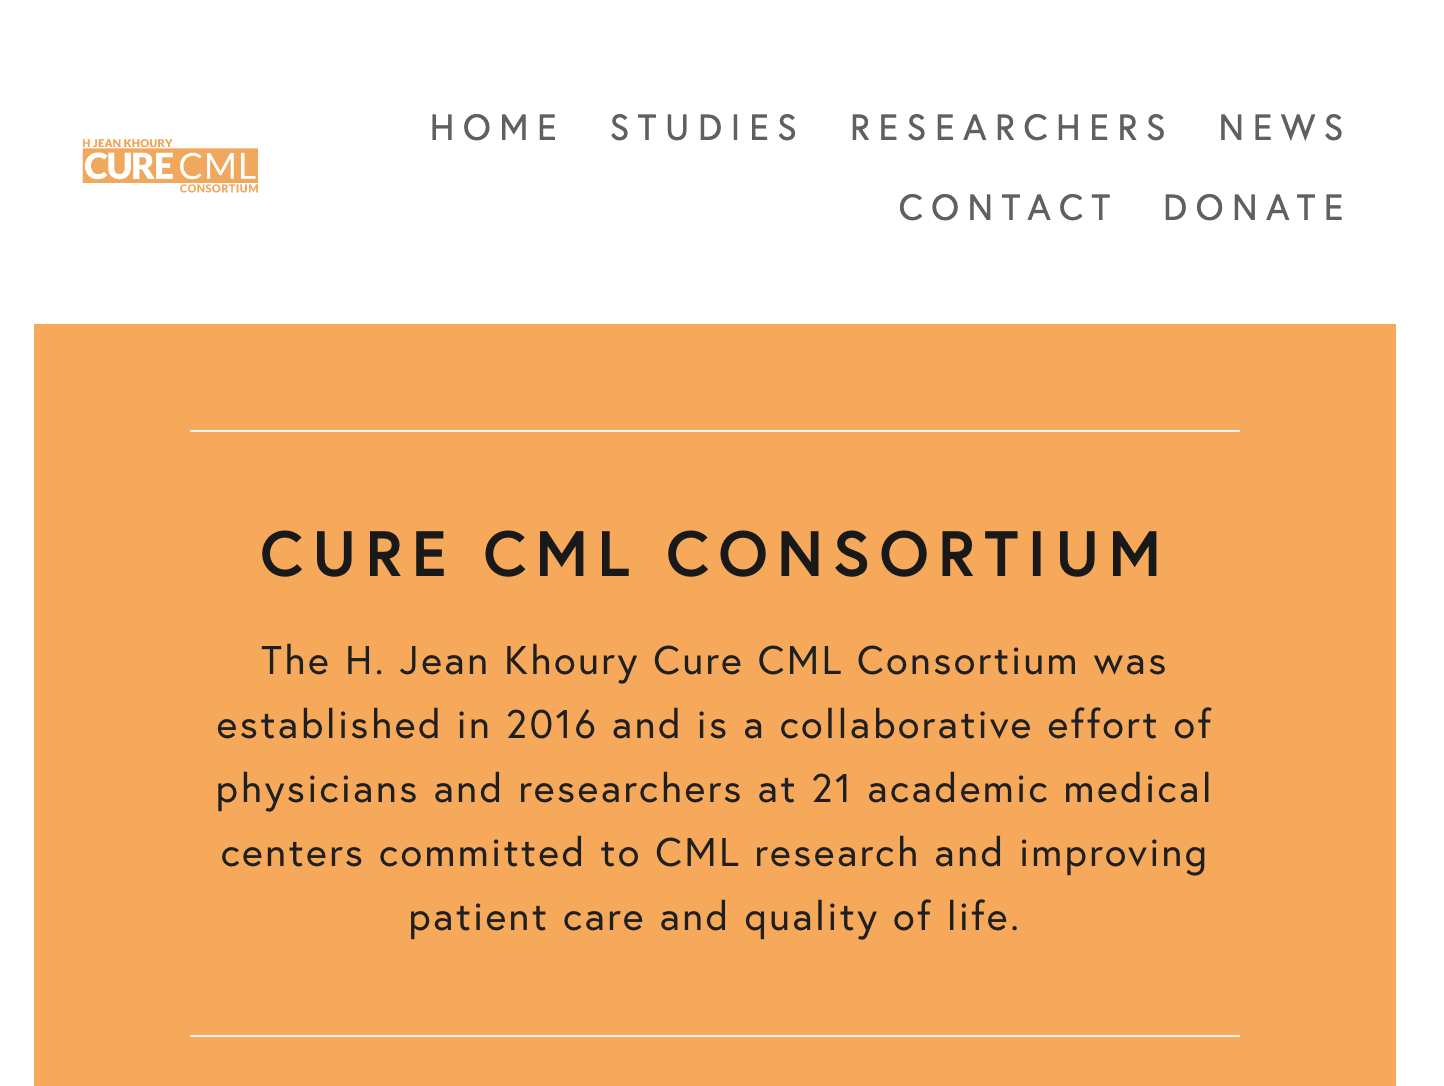 H JEAN KHOURY
CURE CML
CONSORTIUM
HOME STUDIES RESEARCHERS NEWS
CONTACT DONATE
CURE CML CONSORTIUM
The H. Jean Khoury Cure CML Consortium was
established in 2016 and is a collaborative effort of
physicians and researchers at 21 academic medical
centers committed to CML research and improving
patient care and quality of life.